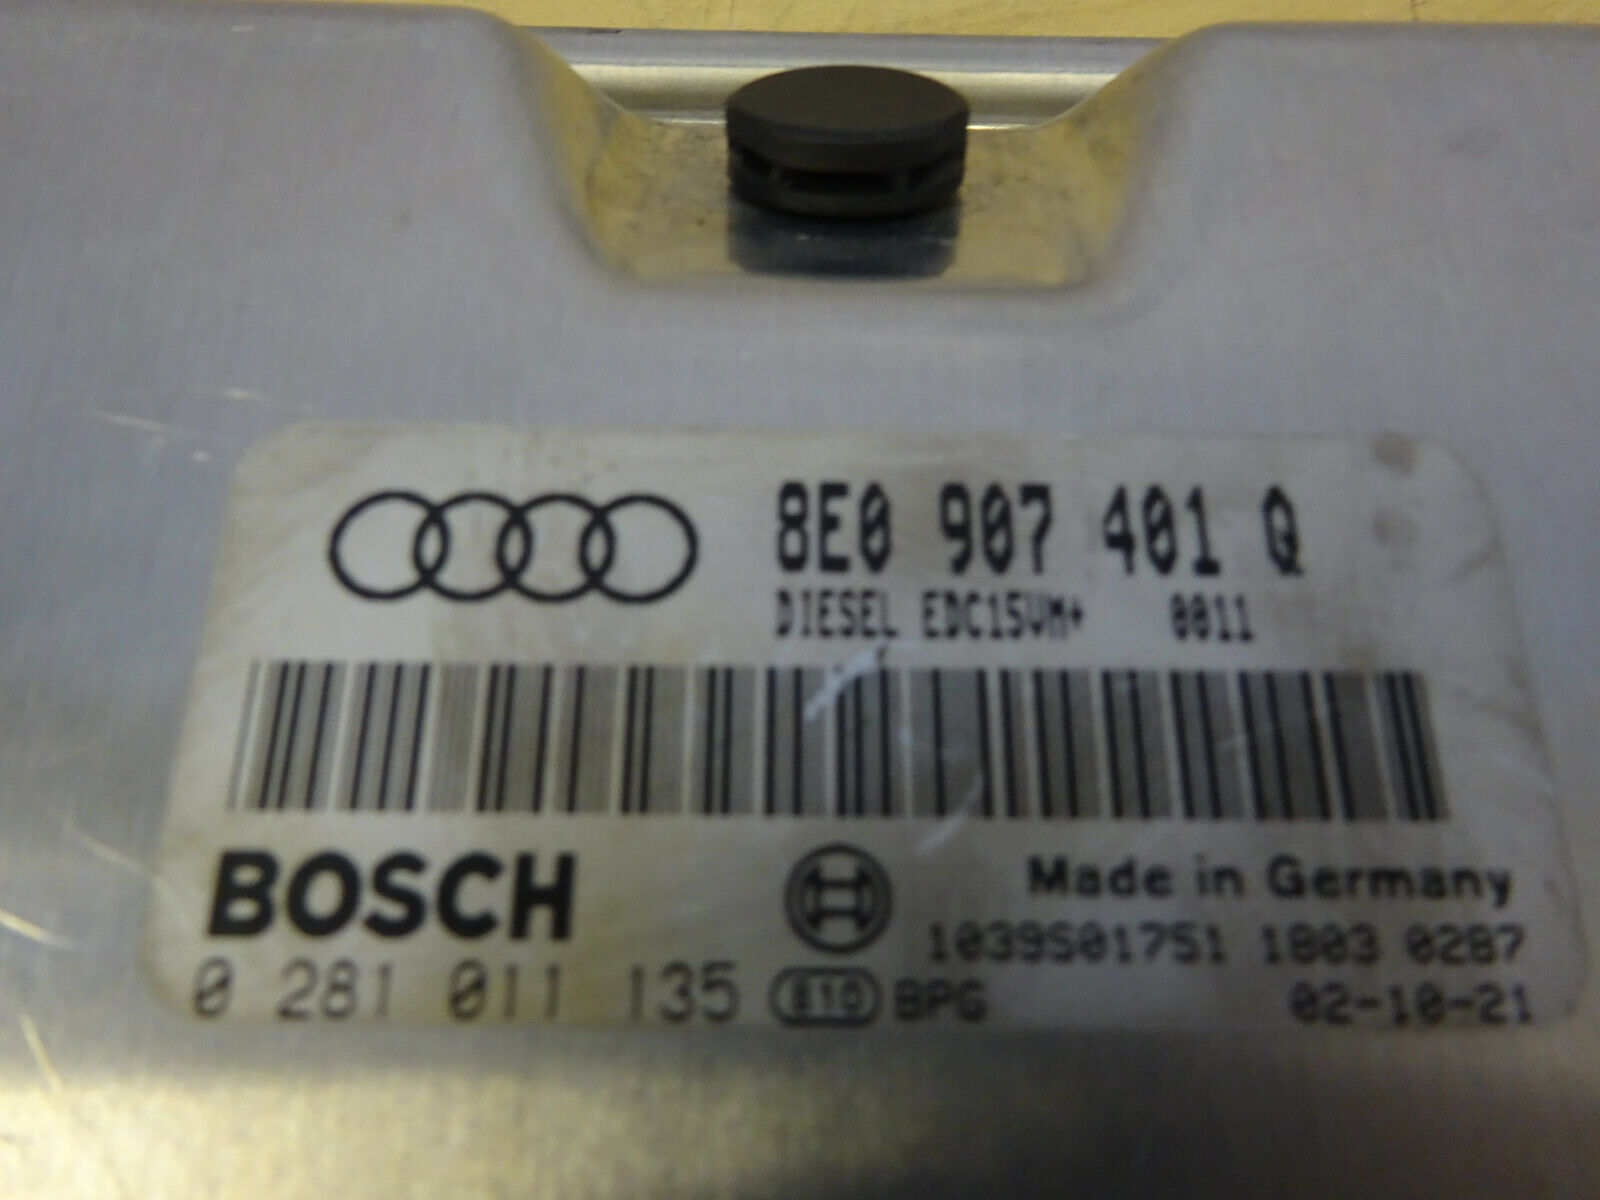 8E0 907 401 Q
DIESEL EDC15VM+ 0011
BOSCH
Made in Germany
1039S01751 1803 0287
0 281 011 135 810 BPG 02-10-21